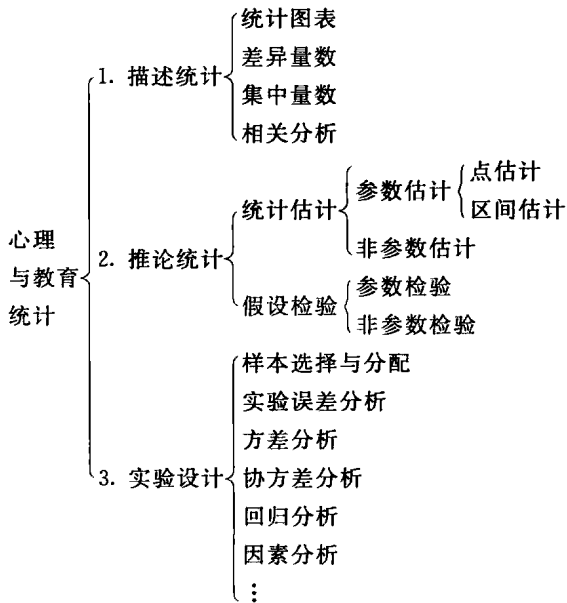 心理
与教育
统计
1. 描述统计
统计图表
差异量数
集中量数
相关分析
2. 推论统计
统计估计
参数估计
点估计
区间估计
非参数估计
假设检验
参数检验
非参数检验
3. 实验设计
样本选择与分配
实验误差分析
方差分析
协方差分析
回归分析
因素分析
⋮